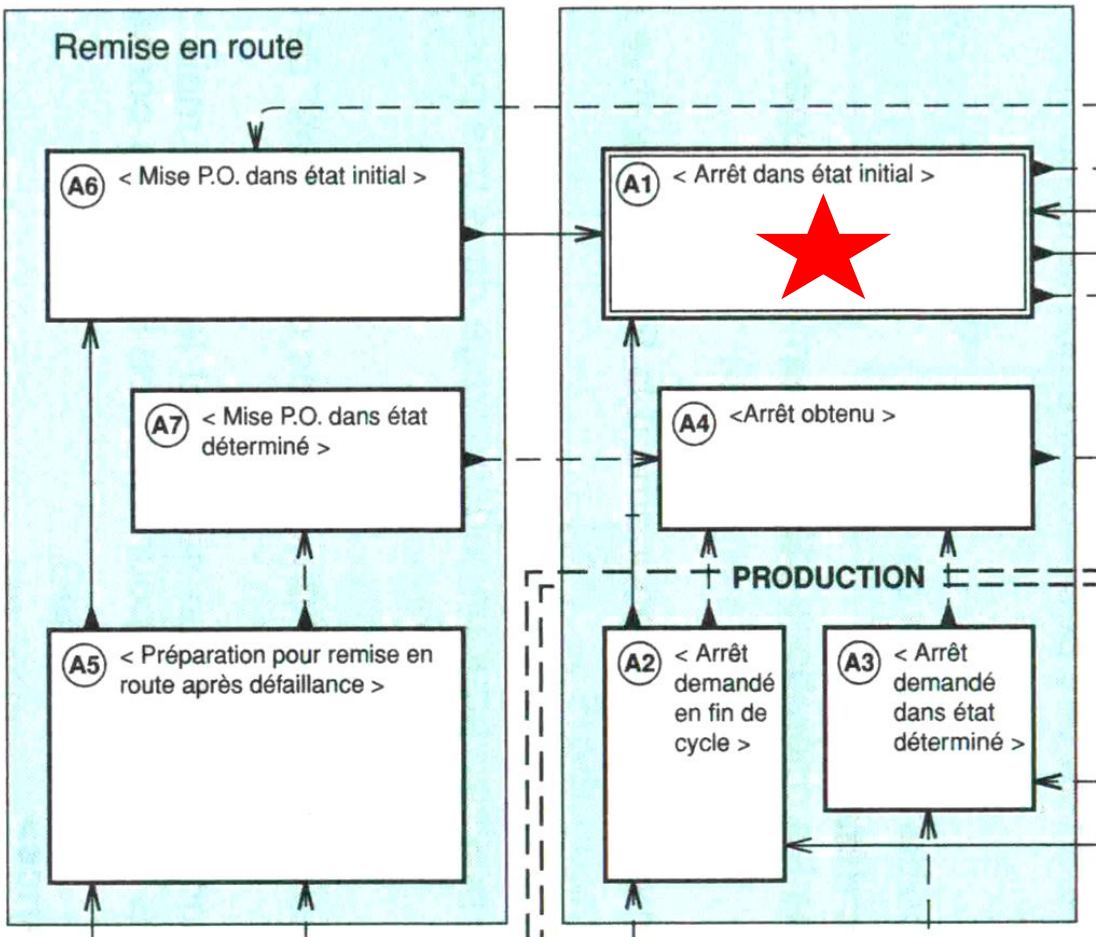 Remise en route
A6 < Mise P.O. dans état initial >
A1 < Arrêt dans état initial >
A7 < Mise P.O. dans état
déterminé >
A4 <Arrêt obtenu >
PRODUCTION
A5 < Préparation pour remise en
route après défaillance >
A2 < Arrêt
demandé
en fin de
cycle >
A3 < Arrêt
demandé
dans état
déterminé >